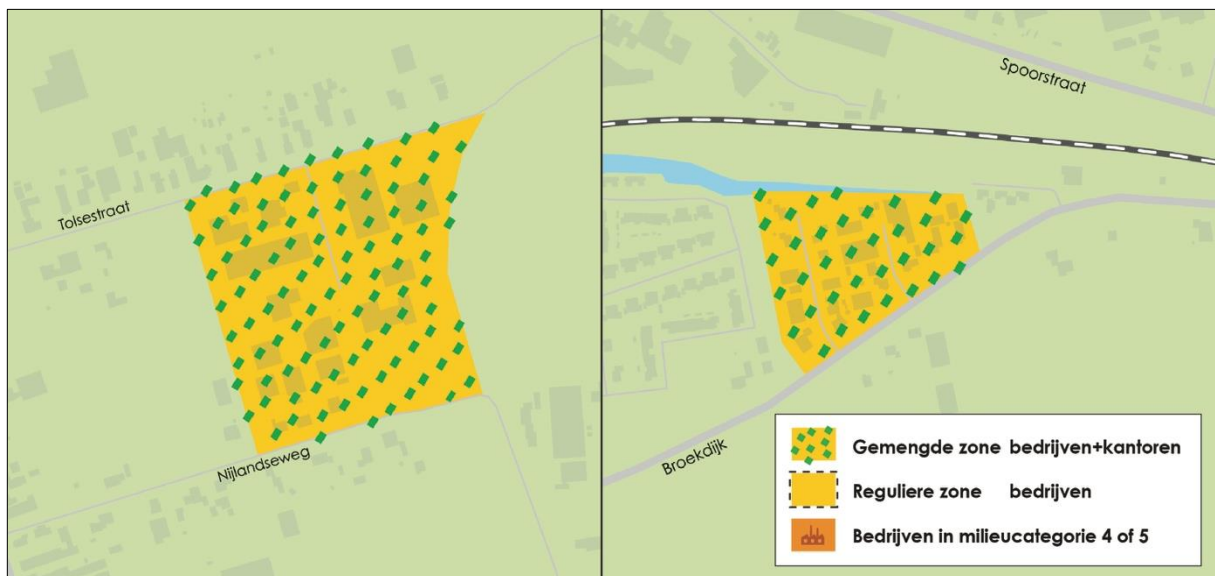 Tolsestraat
Nijlandseweg
Spoorstraat
Broekdijk
Gemengde zone bedrijven+kantoren
Reguliere zone bedrijven
Bedrijven in milieucategorie 4 of 5